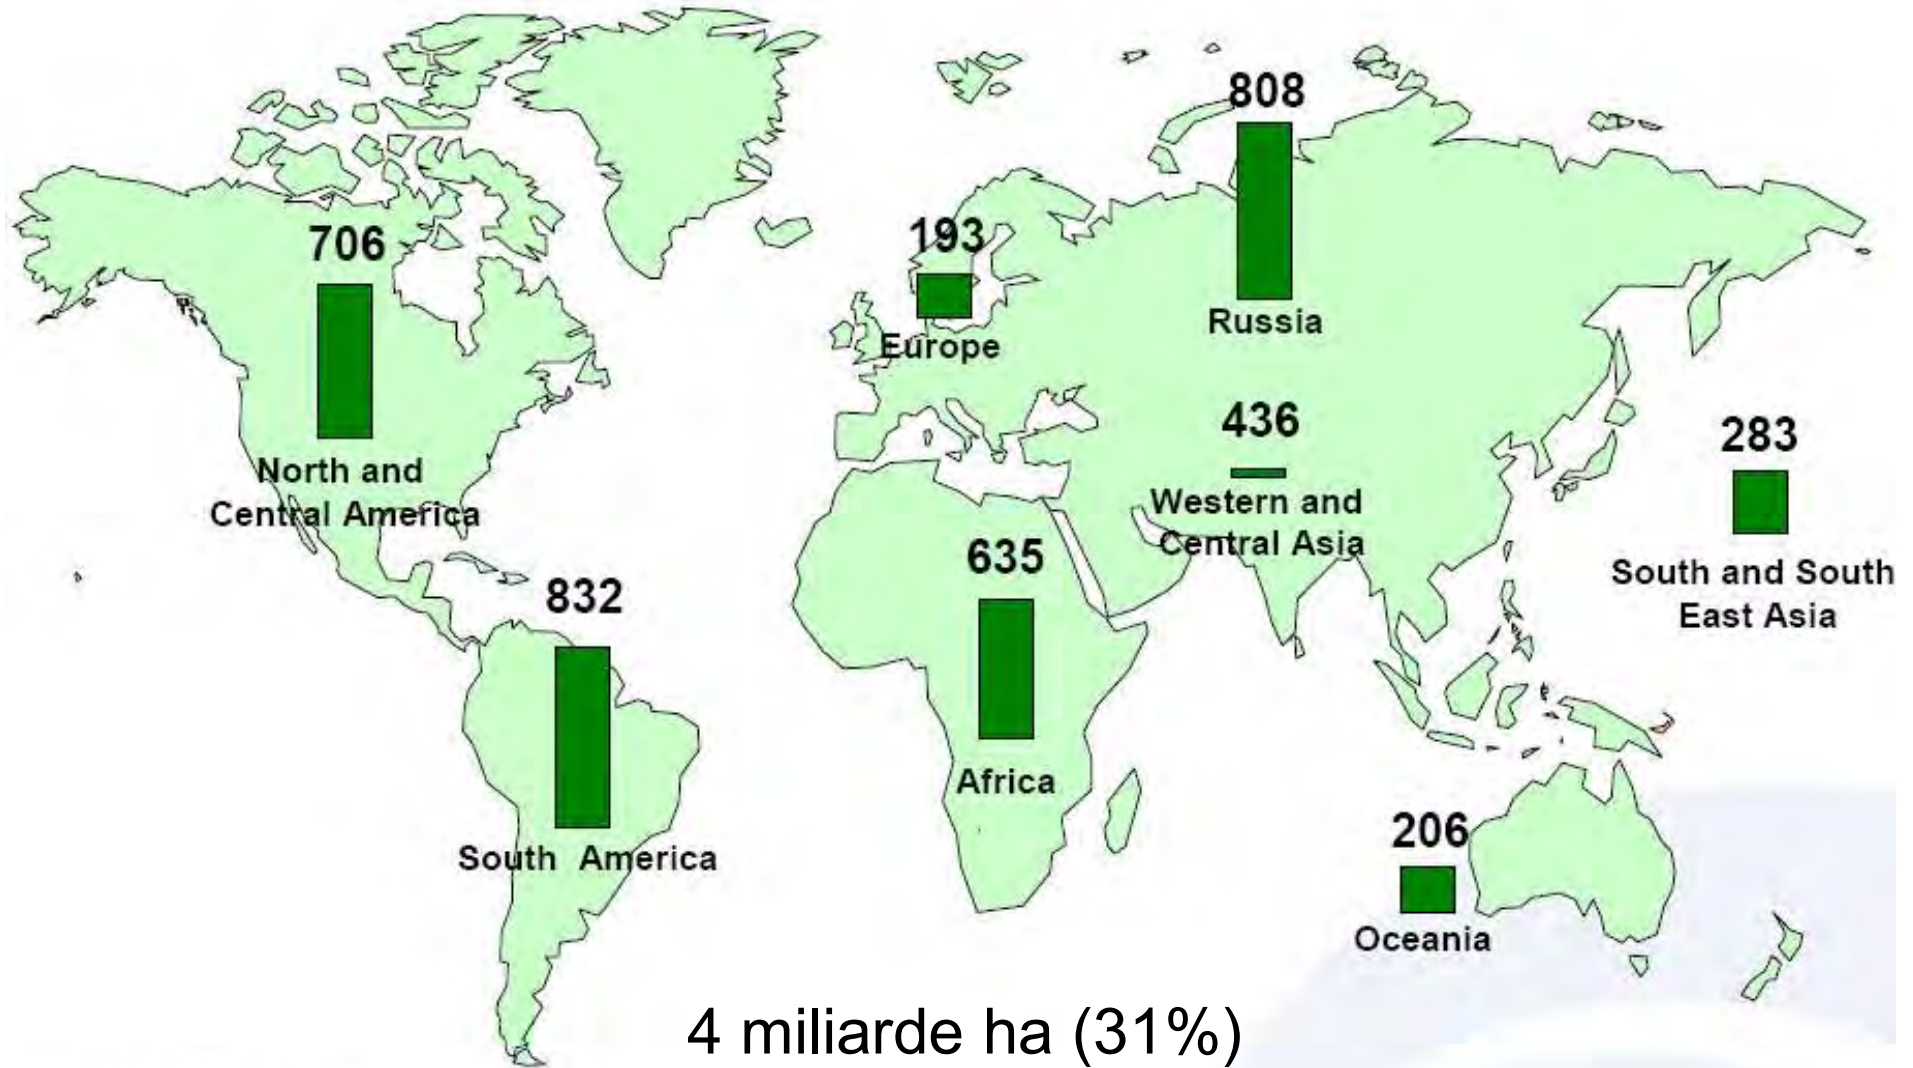 808
Russia
706
North and
Central America
193
Europe
436
Western and
Central Asia
283
South and South
East Asia
832
South America
635
Africa
206
Oceania
4 miliarde ha (31%)